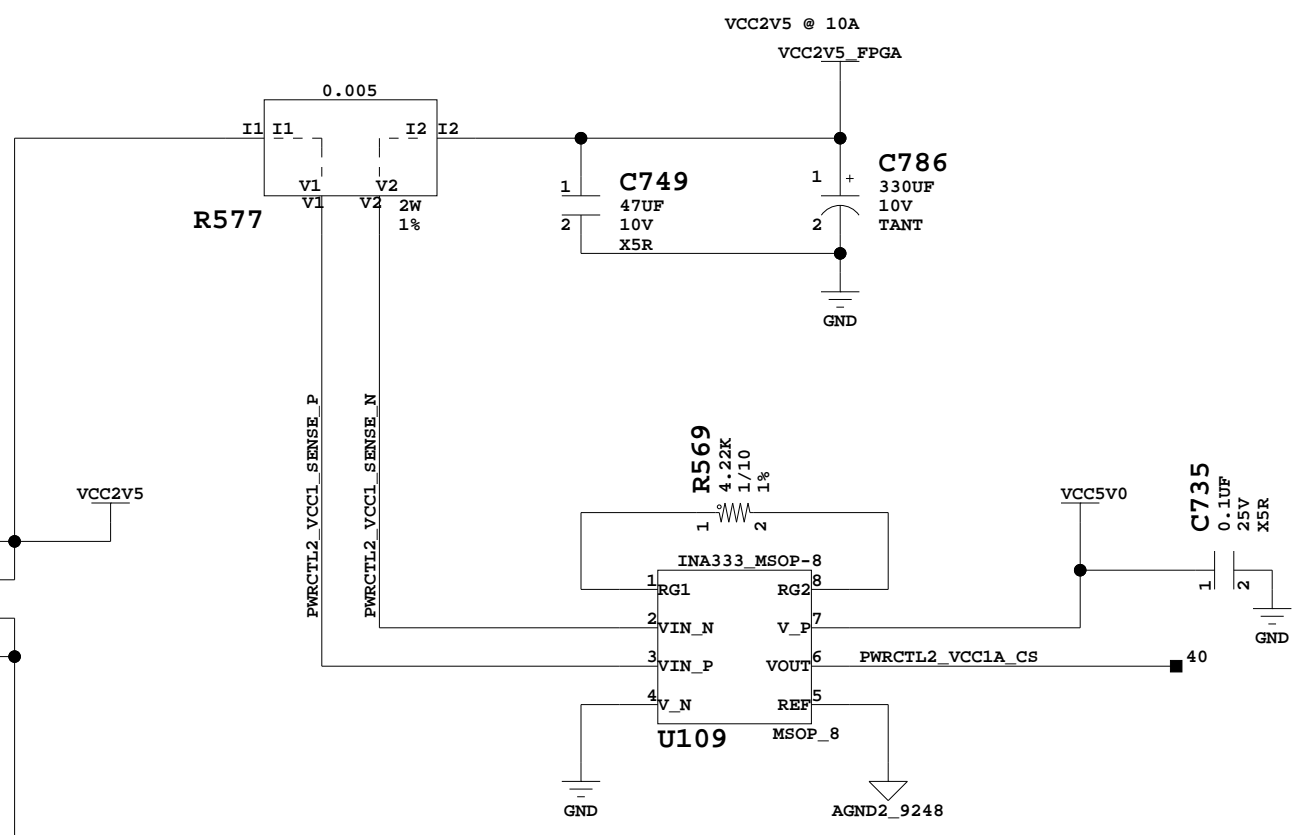 VCC2V5 @ 10A
VCC2V5_FPGA
0.005
I1 I1
I2 I2
V1
V2
V1
V2
2W
1%
R577
1
2
C749
47UF
10V
X5R
1
+
2
C786
330UF
10V
TANT
GND
PWRCTL2_VCC1_SENSE_P
PWRCTL2_VCC1_SENSE_N
VCC2V5
R569
4.22K
1/10
1%
1
2
VCC5V0
C735
0.1UF
25V
X5R
1
2
GND
INA333_MSOP-8
1
RG1
RG2
8
2
VIN_N
V_P
7
3
VIN_P
VOUT
6
PWRCTL2_VCC1A_CS
40
4
V_N
REF
5
U109
MSOP_8
GND
AGND2_9248